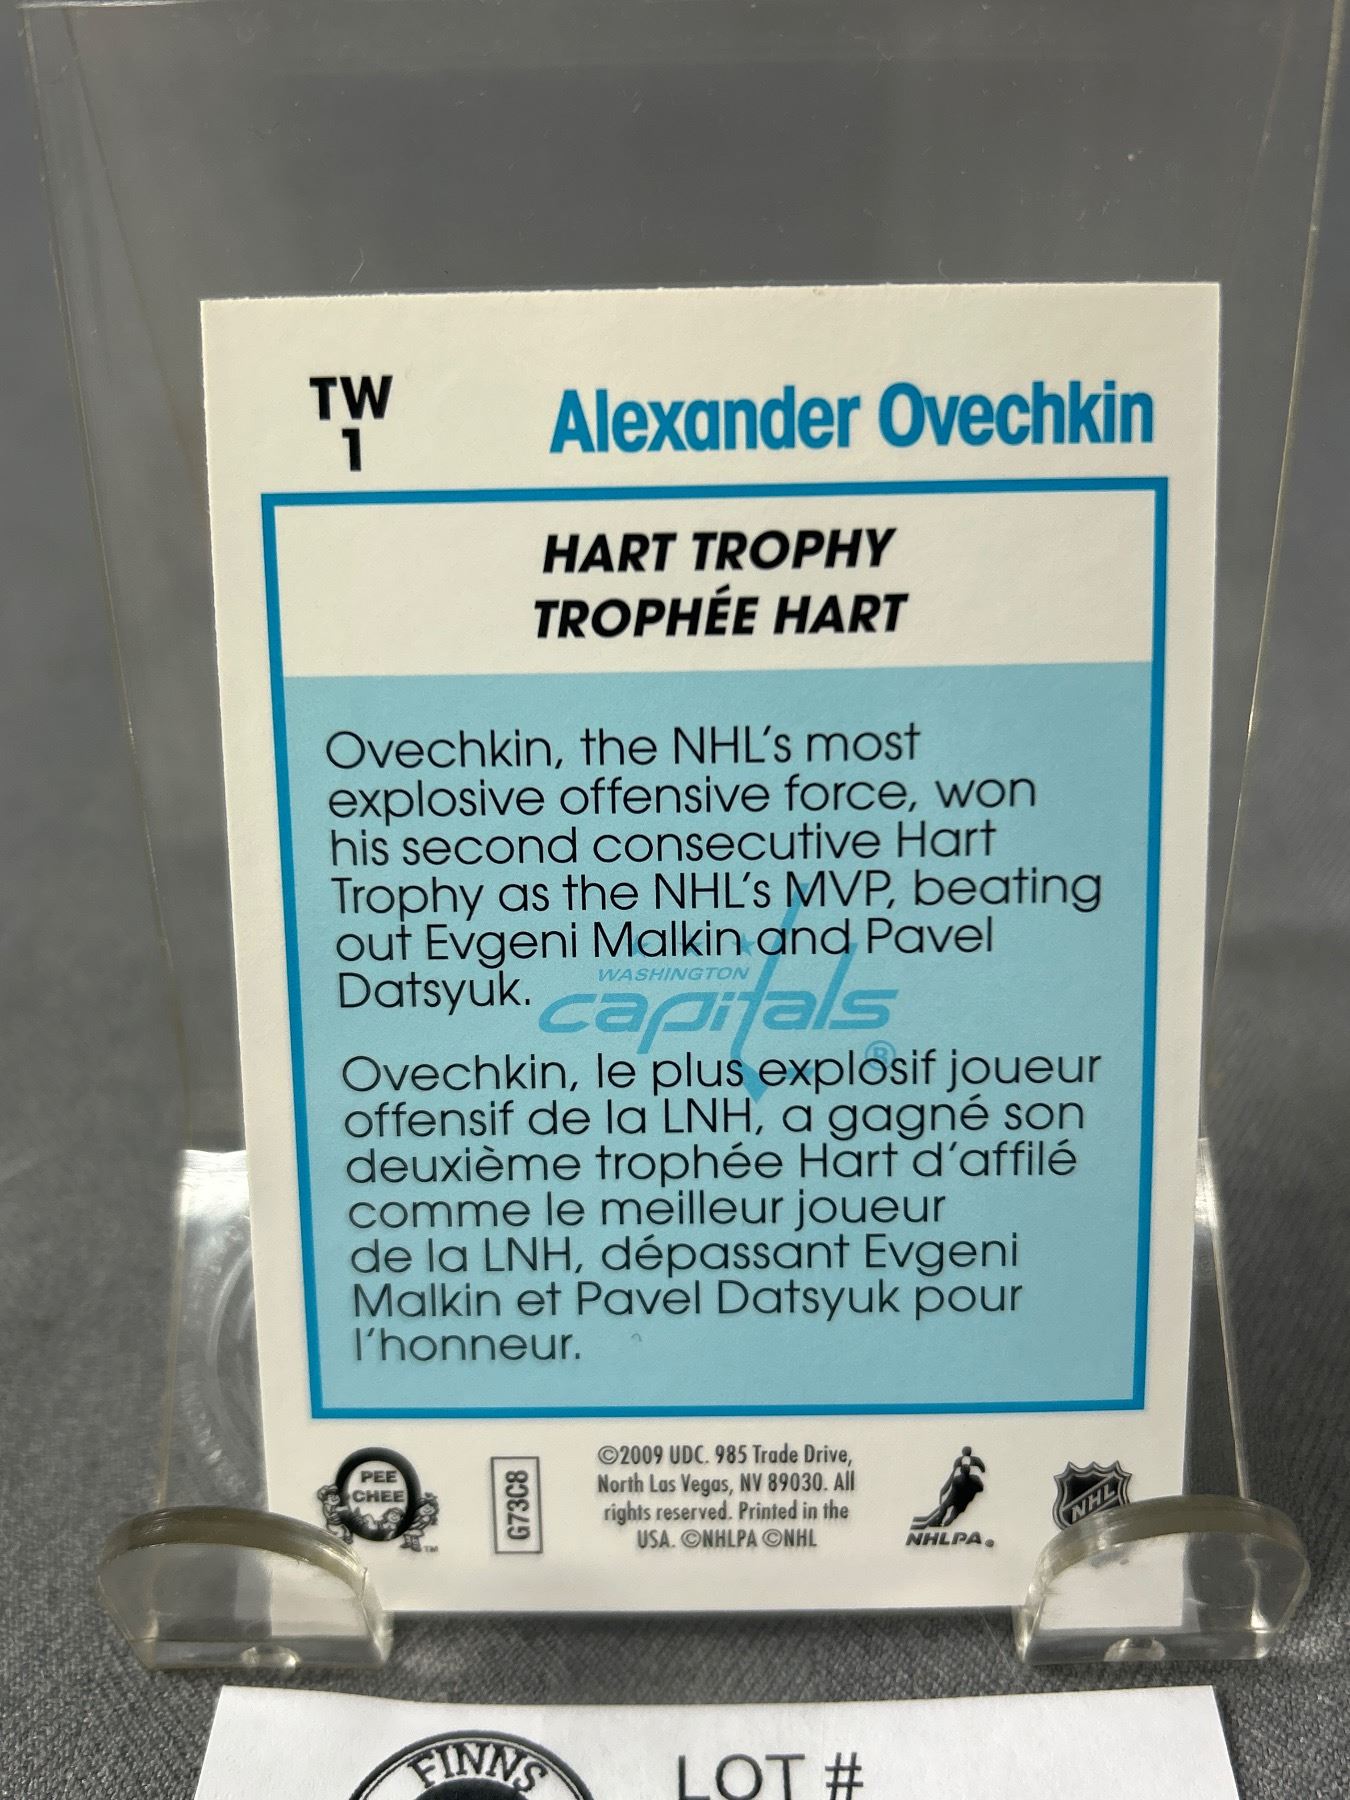 TW
1
Alexander Ovechkin
HART TROPHY
TROPHÉE HART
Ovechkin, the NHL's most
explosive offensive force, won
his second consecutive Hart
Trophy as the NHL's MVP, beating
out Evgeni Malkin and Pavel
Datsyuk.
WASHINGTON
capitals
®
Ovechkin, le plus explosif joueur
offensif de la LNH, a gagné son
deuxième trophée Hart d'affilé
comme le meilleur joueur
de la LNH, dépassant Evgeni
Malkin et Pavel Datsyuk pour
l'honneur.
O PEE
CHEE
TM
G73C8
©2009 UDC. 985 Trade Drive,
North Las Vegas, NV 89030. All
rights reserved. Printed in the
USA. ©NHLPA ©NHL
NHLPA®
NHL
FINNS
LOT #